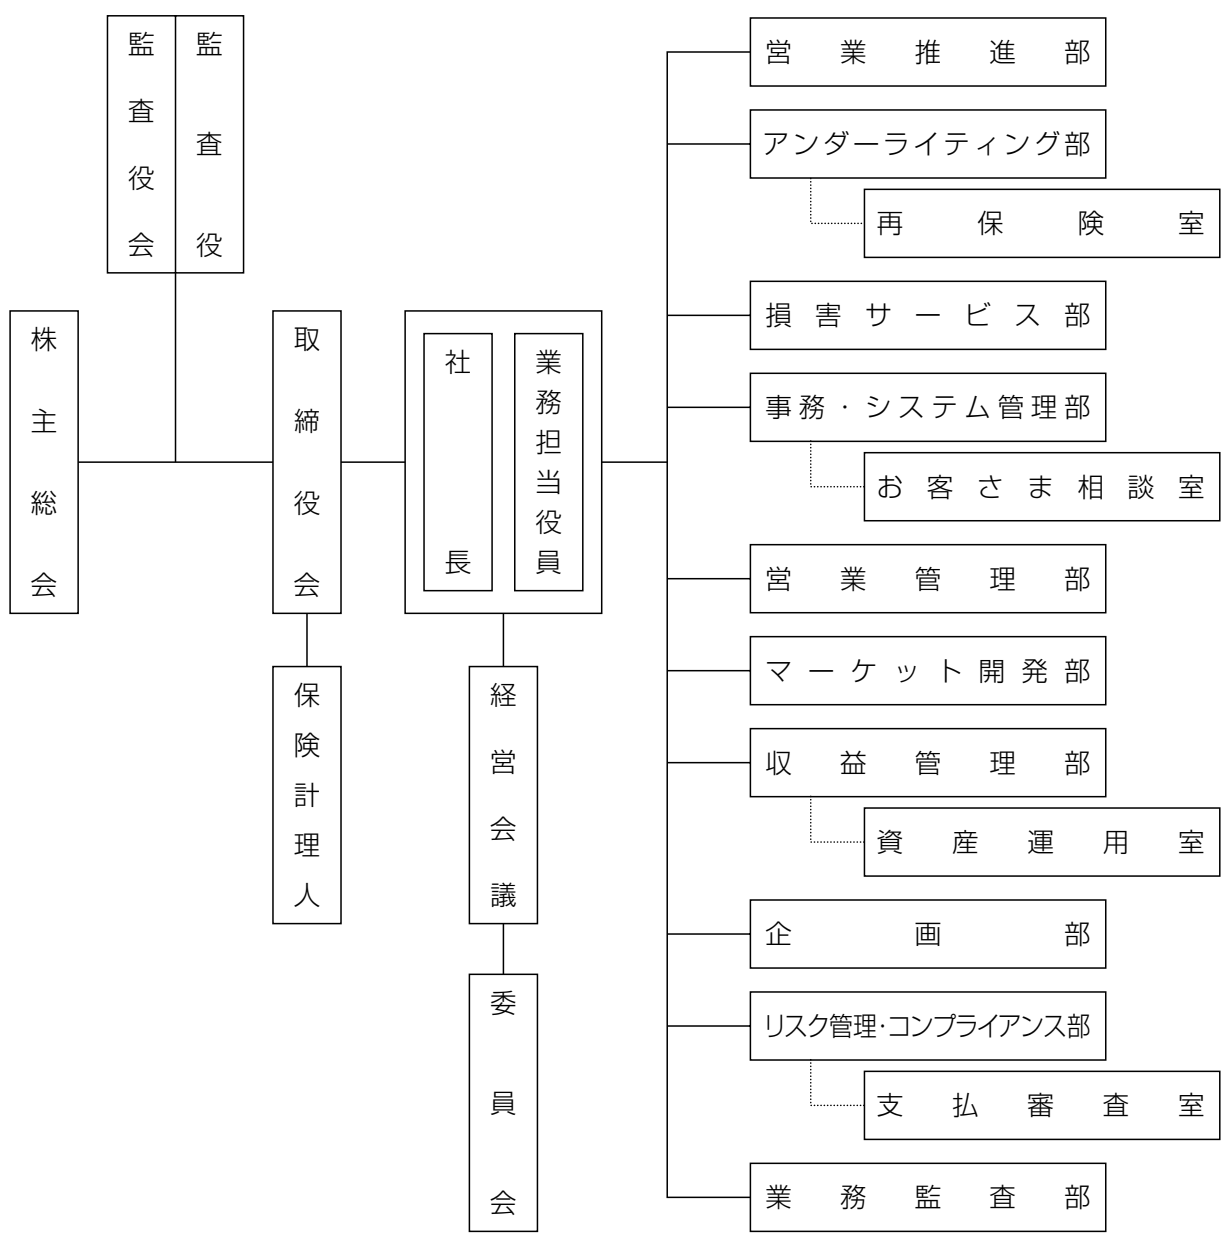 監査役会
監査役
株主総会
取締役会
社長
業務担当役員
保険計理人
経営会議
委員会
営業推進部
アンダーライティング部
再保険室
損害サービス部
事務・システム管理部
お客さま相談室
営業管理部
マーケット開発部
収益管理部
資産運用室
企画部
リスク管理・コンプライアンス部
支払審査室
業務監査部